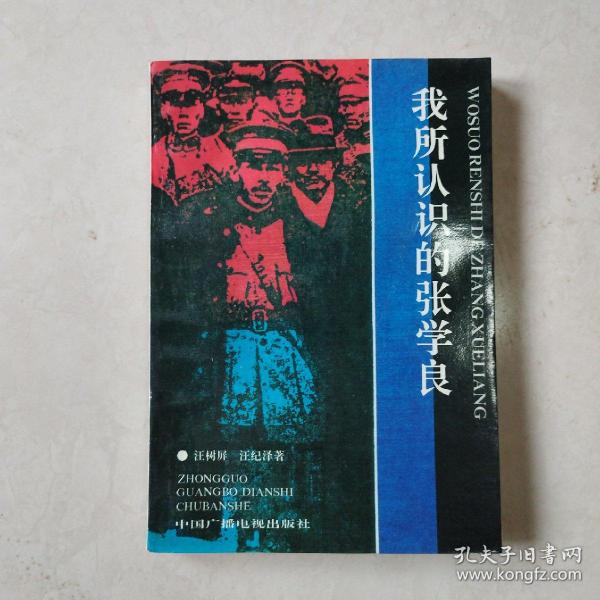 我所认识的张学良
WOSUO RENSHI DE ZHANG XUELIANG
汪树屏 汪纪泽著
ZHONGGUO
GUANGBO DIANSHI
CHUBANSHE
中国广播电视出版社
孔夫子旧书网
www.kongfz.com